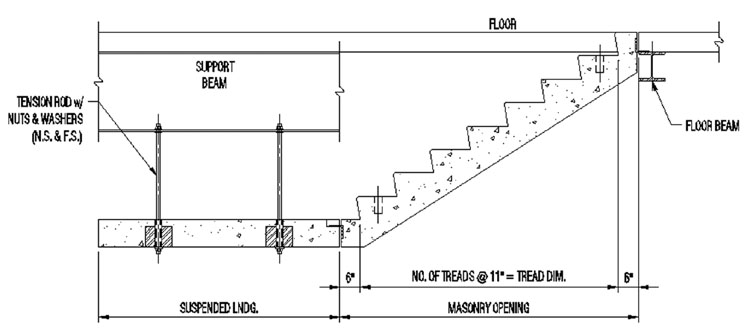 FLOOR
SUPPORT
BEAM
TENSION ROD w/
NUTS & WASHERS
(N.S. & F.S.)
FLOOR BEAM
6"
NO. OF TREADS @ 11" = TREAD DIM.
6"
SUSPENDED LNDG.
MASONRY OPENING